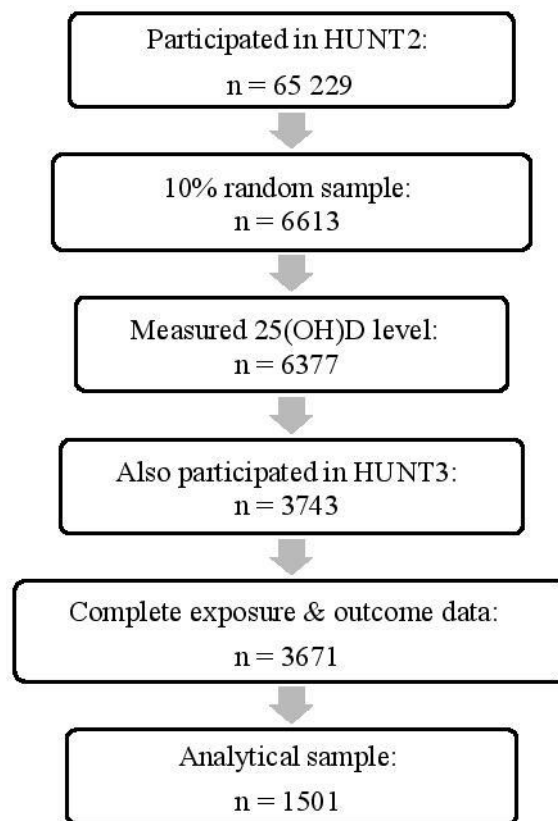 Participated in HUNT2:
n = 65 229
10% random sample:
n = 6613
Measured 25(OH)D level:
n = 6377
Also participated in HUNT3:
n = 3743
Complete exposure & outcome data:
n = 3671
Analytical sample:
n = 1501